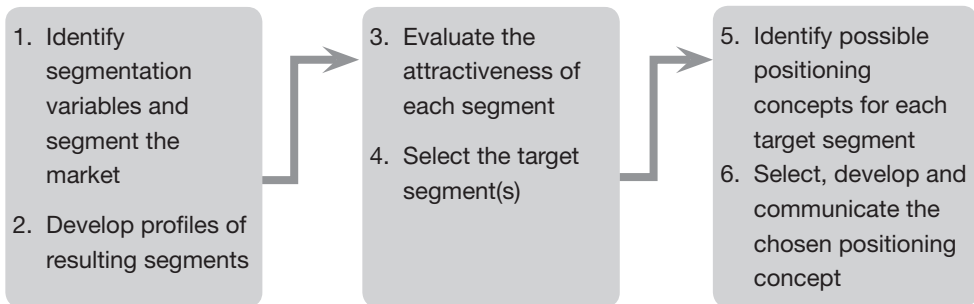 1. Identify
segmentation
variables and
segment the
market
2. Develop profiles of
resulting segments
3. Evaluate the
attractiveness of
each segment
4. Select the target
segment(s)
5. Identify possible
positioning
concepts for each
target segment
6. Select, develop and
communicate the
chosen positioning
concept